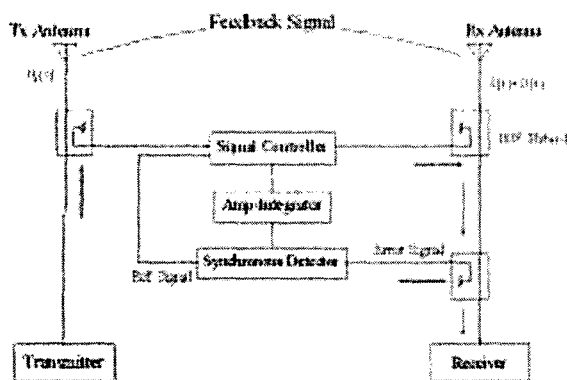 Feedback Signal
Tx Antenna
Rx Antenna
Signal Controller
Amp-Integrator
Synchronous Detector
Error Signal
Ref. Signal
Transmitter
Receiver